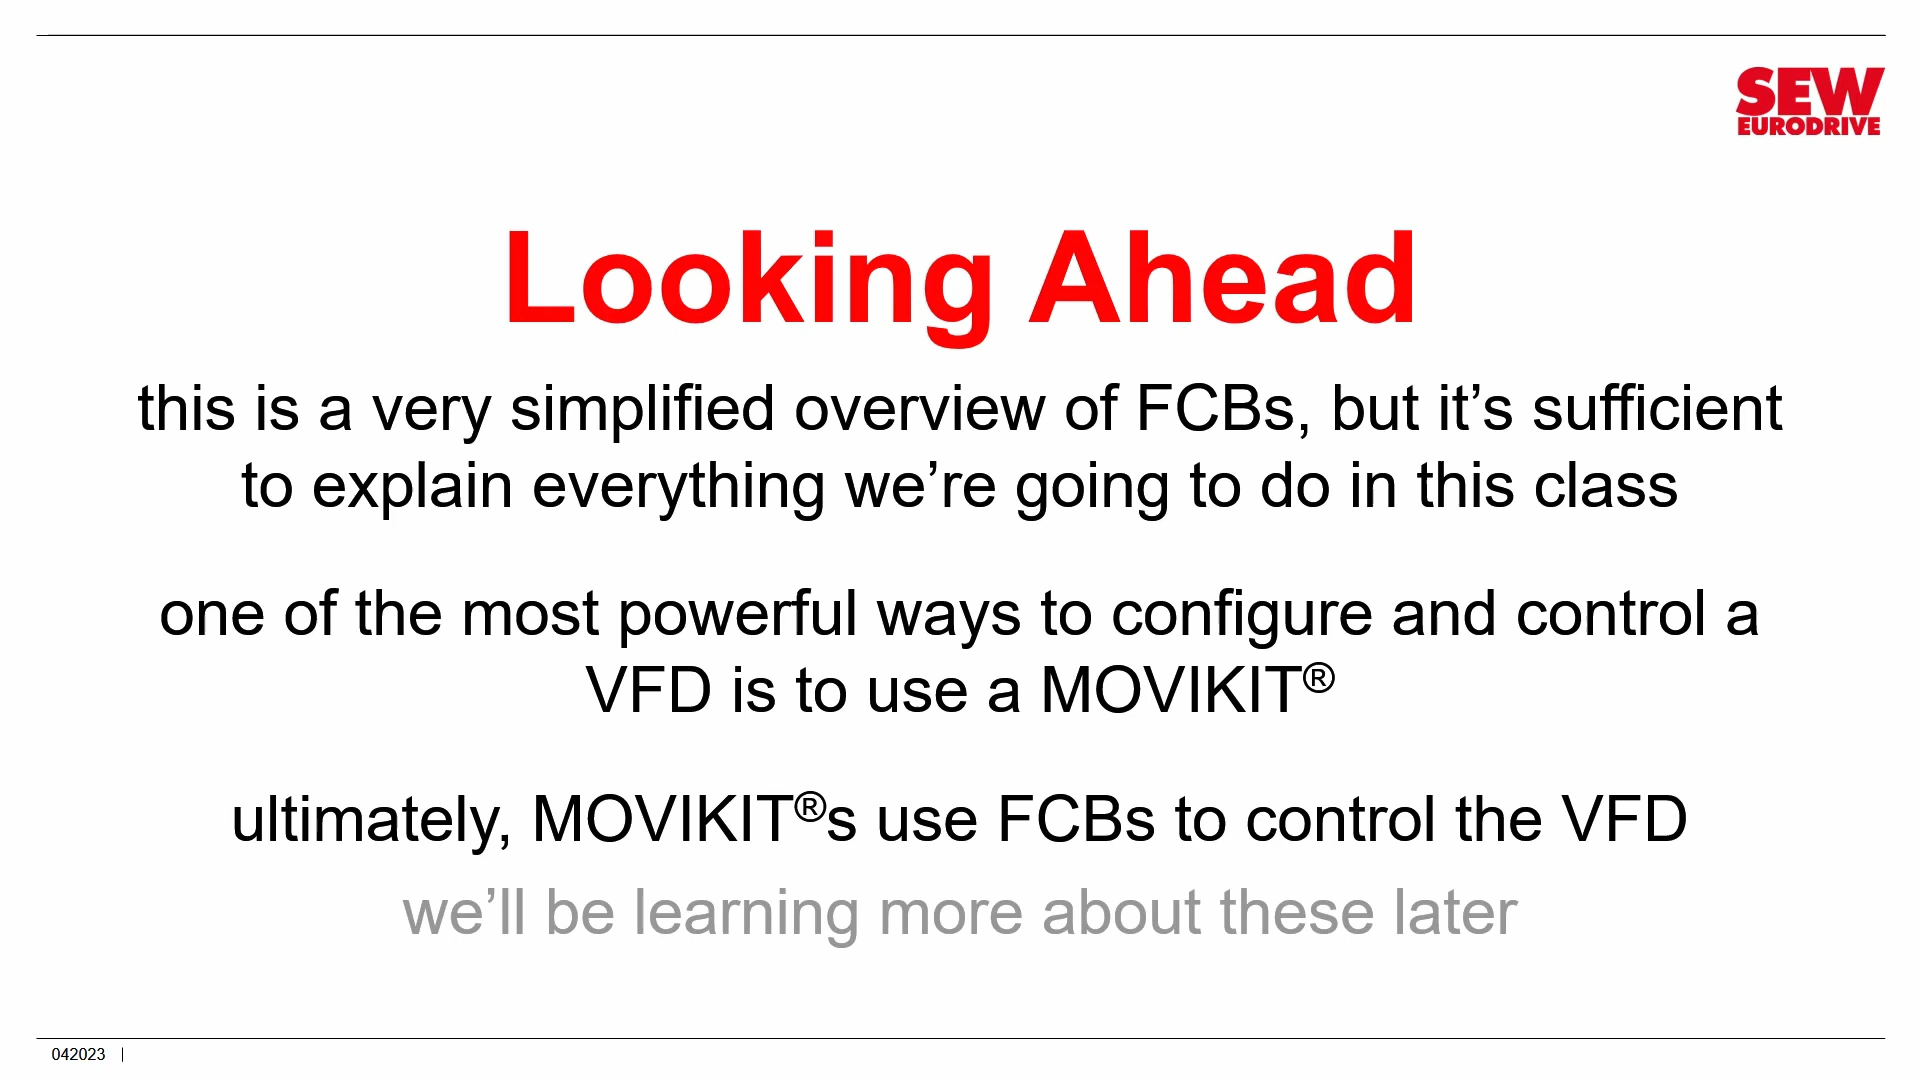 SEW
EURODRIVE
Looking Ahead
this is a very simplified overview of FCBs, but it’s sufficient
to explain everything we’re going to do in this class
one of the most powerful ways to configure and control a
VFD is to use a MOVIKIT®
ultimately, MOVIKIT®s use FCBs to control the VFD
we’ll be learning more about these later
042023 |